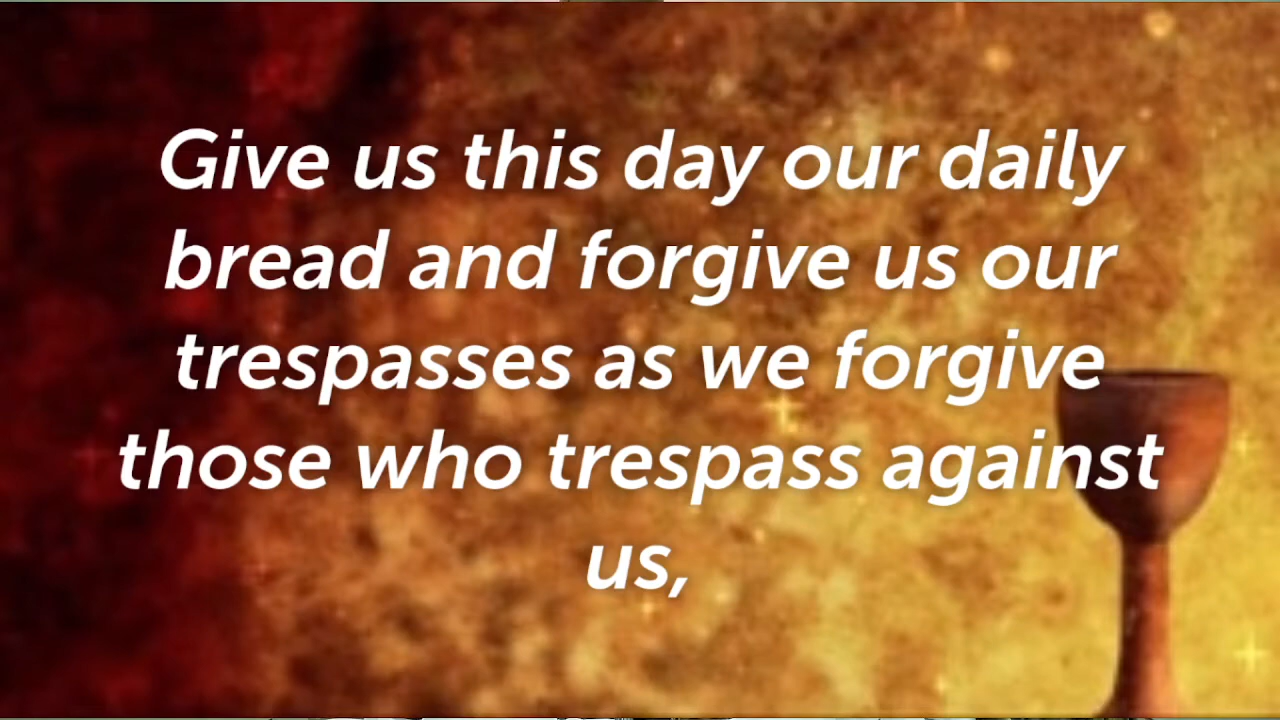 Give us this day our daily
bread and forgive us our
trespasses as we forgive
those who trespass against
us,